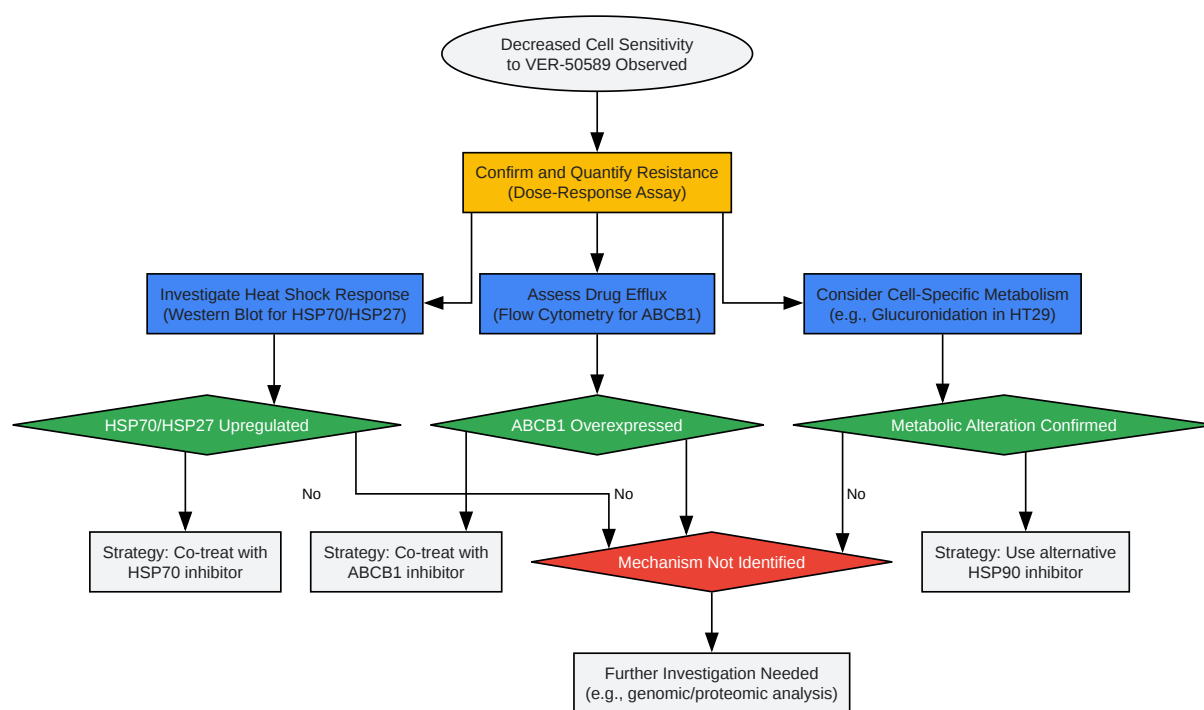 Decreased Cell Sensitivity
to VER-50589 Observed
Confirm and Quantify Resistance
(Dose-Response Assay)
Investigate Heat Shock Response
(Western Blot for HSP70/HSP27)
Assess Drug Efflux
(Flow Cytometry for ABCB1)
Consider Cell-Specific Metabolism
(e.g., Glucuronidation in HT29)
HSP70/HSP27 Upregulated
ABCB1 Overexpressed
Metabolic Alteration Confirmed
No
No
No
Strategy: Co-treat with
HSP70 inhibitor
Strategy: Co-treat with
ABCB1 inhibitor
Mechanism Not Identified
Strategy: Use alternative
HSP90 inhibitor
Further Investigation Needed
(e.g., genomic/proteomic analysis)